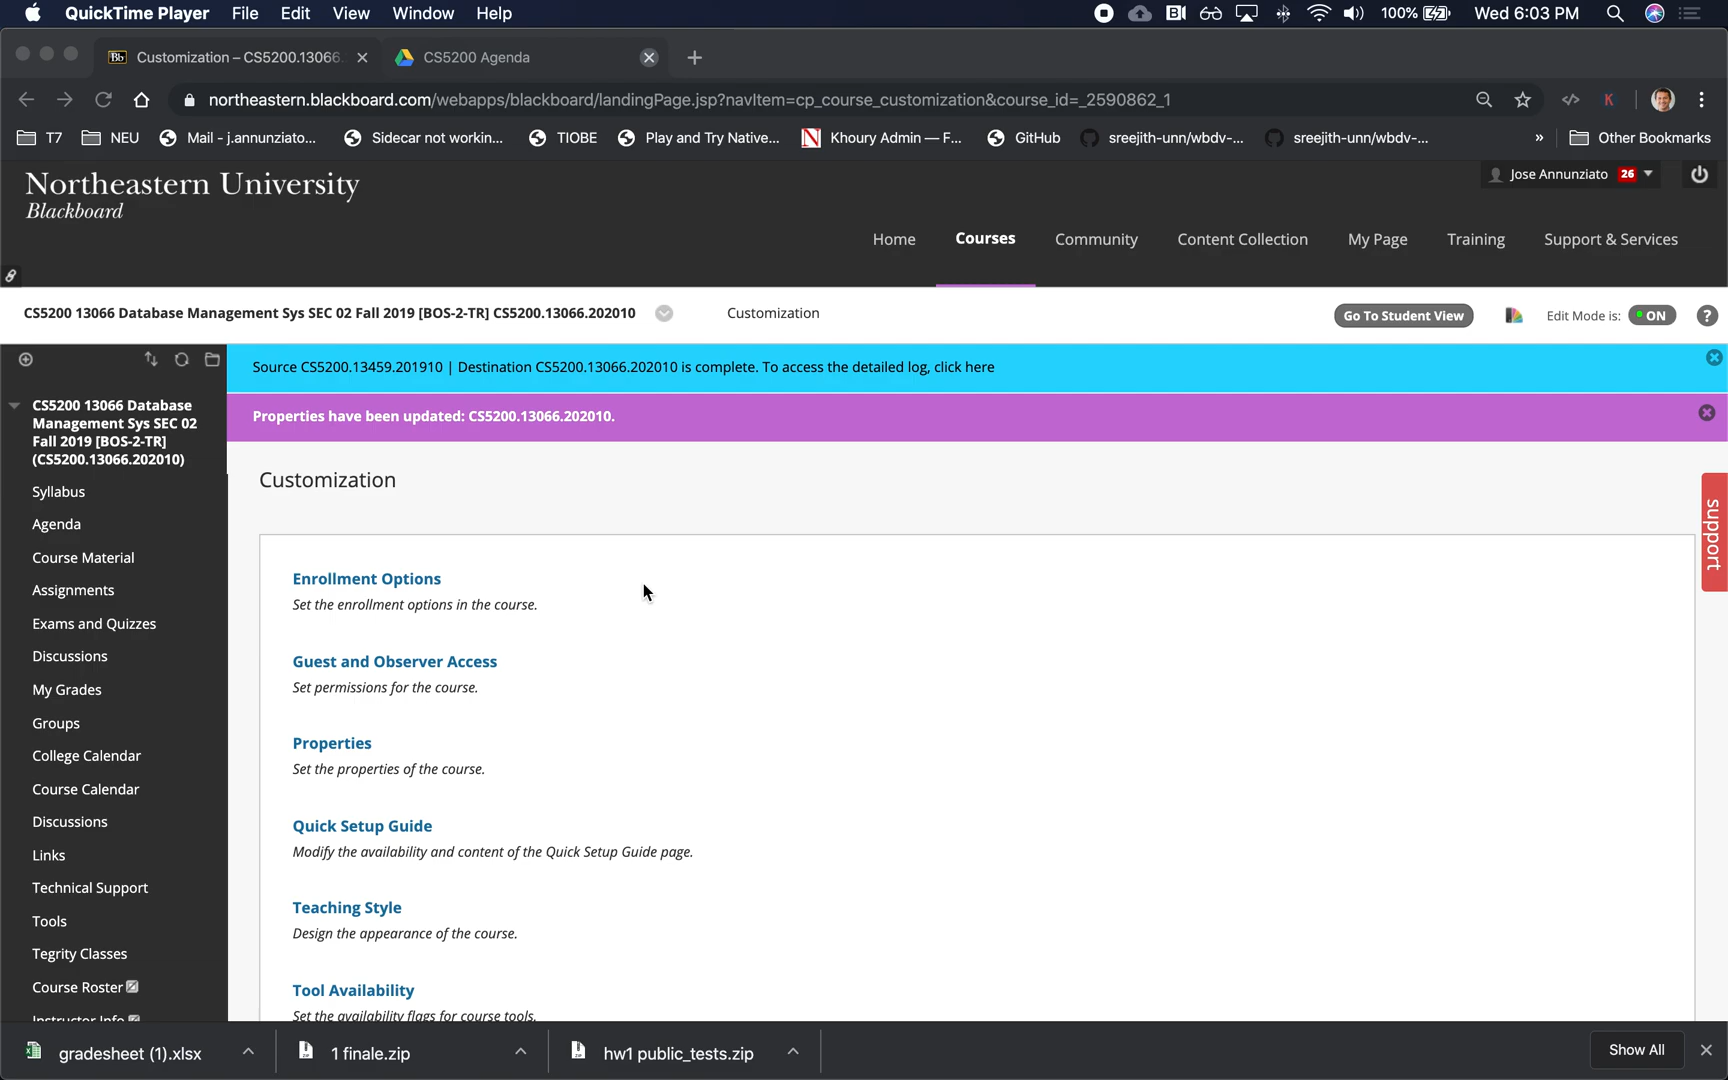 QuickTime Player File Edit View Window Help 100% Wed 6:03 PM
Bb Customization – CS5200.13066 CS5200 Agenda
northeastern.blackboard.com/webapps/blackboard/landingPage.jsp?navItem=cp_course_customization&course_id=_2590862_1
T7 NEU Mail - j.annunziato... Sidecar not workin... TIOBE Play and Try Native... Khoury Admin — F... GitHub sreejith-unn/wbdv-... sreejith-unn/wbdv-... » Other Bookmarks
Northeastern University
Blackboard
Jose Annunziato 26
Home Courses Community Content Collection My Page Training Support & Services
CS5200 13066 Database Management Sys SEC 02 Fall 2019 [BOS-2-TR] CS5200.13066.202010 Customization Go To Student View Edit Mode is: ON ?
Source CS5200.13459.201910 | Destination CS5200.13066.202010 is complete. To access the detailed log, click here
Properties have been updated: CS5200.13066.202010.
CS5200 13066 Database
Management Sys SEC 02
Fall 2019 [BOS-2-TR]
(CS5200.13066.202010)
Syllabus
Agenda
Course Material
Assignments
Exams and Quizzes
Discussions
My Grades
Groups
College Calendar
Course Calendar
Discussions
Links
Technical Support
Tools
Tegrity Classes
Course Roster
Instructor Info
Customization
Enrollment Options
Set the enrollment options in the course.
Guest and Observer Access
Set permissions for the course.
Properties
Set the properties of the course.
Quick Setup Guide
Modify the availability and content of the Quick Setup Guide page.
Teaching Style
Design the appearance of the course.
Tool Availability
Set the availability flags for course tools.
support
gradesheet (1).xlsx 1 finale.zip hw1 public_tests.zip Show All